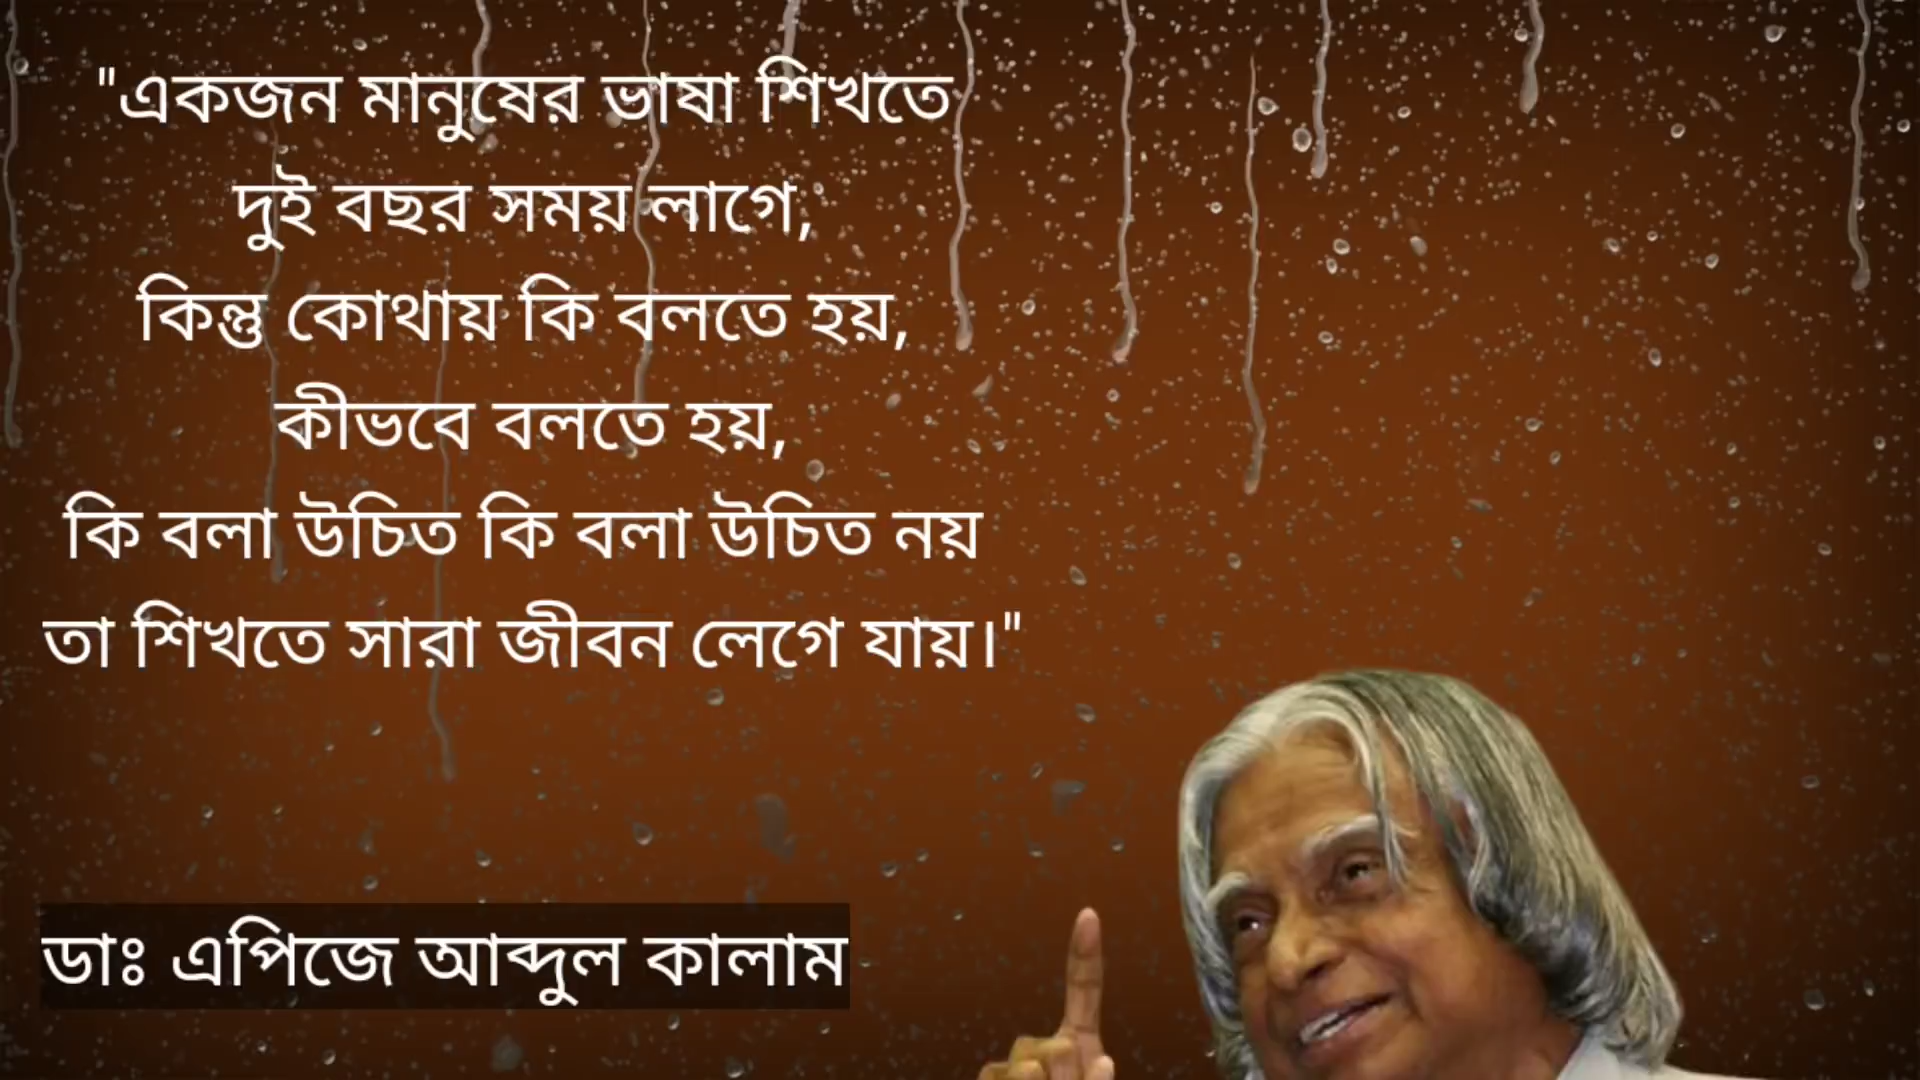 "একজন মানুষের ভাষা শিখতে
দুই বছর সময় লাগে,
কিন্তু কোথায় কি বলতে হয়,
কীভবে বলতে হয়,
কি বলা উচিত কি বলা উচিত নয়
তা শিখতে সারা জীবন লেগে যায়।"
ডাঃ এপিজে আব্দুল কালাম